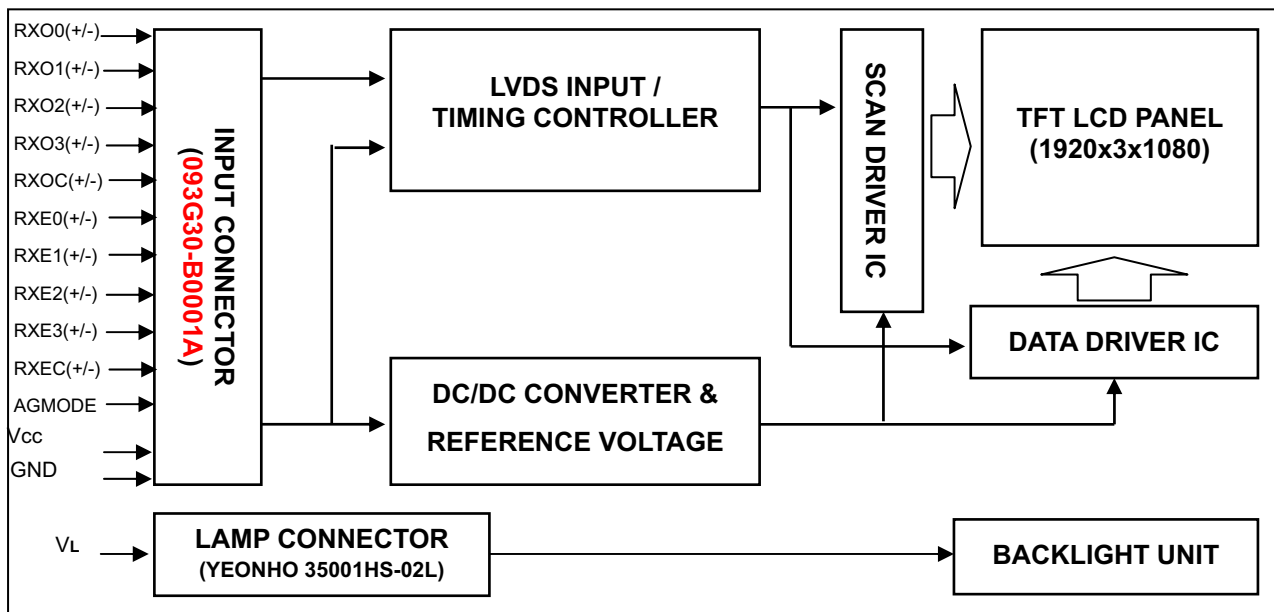 RXO0(+/-)
RXO1(+/-)
RXO2(+/-)
RXO3(+/-)
RXOC(+/-)
RXE0(+/-)
RXE1(+/-)
RXE2(+/-)
RXE3(+/-)
RXEC(+/-)
AGMODE
Vcc
GND
INPUT CONNECTOR
(093G30-B0001A)
LVDS INPUT /
TIMING CONTROLLER
SCAN DRIVER IC
TFT LCD PANEL
(1920x3x1080)
DATA DRIVER IC
DC/DC CONVERTER &
REFERENCE VOLTAGE
VL
LAMP CONNECTOR
(YEONHO 35001HS-02L)
BACKLIGHT UNIT